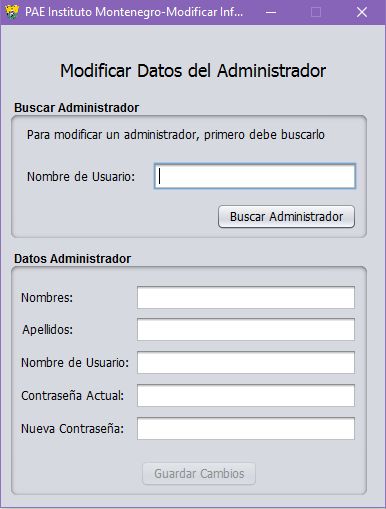 PAE Instituto Montenegro-Modificar Inf...
Modificar Datos del Administrador
Buscar Administrador
Para modificar un administrador, primero debe buscarlo
Nombre de Usuario:
Buscar Administrador
Datos Administrador
Nombres:
Apellidos:
Nombre de Usuario:
Contraseña Actual:
Nueva Contraseña:
Guardar Cambios